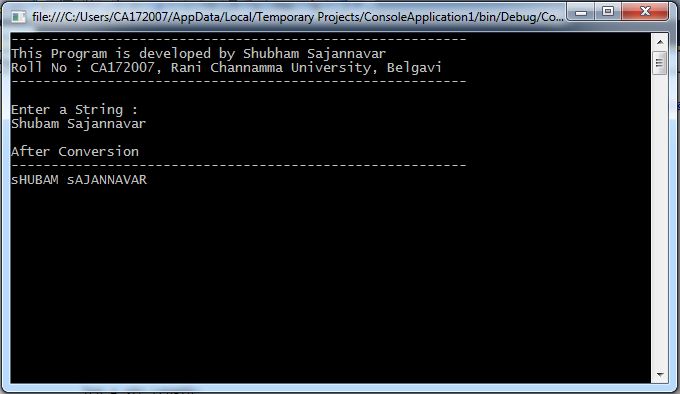 file:///C:/Users/CA172007/AppData/Local/Temporary Projects/ConsoleApplication1/bin/Debug/Co...
---------------------------------------------------------
This Program is developed by Shubham Sajannavar
Roll No : CA172007, Rani Channamma University, Belgavi
---------------------------------------------------------
Enter a String :
Shubam Sajannavar
After Conversion
---------------------------------------------------------
sHUBAM sAJANNAVAR